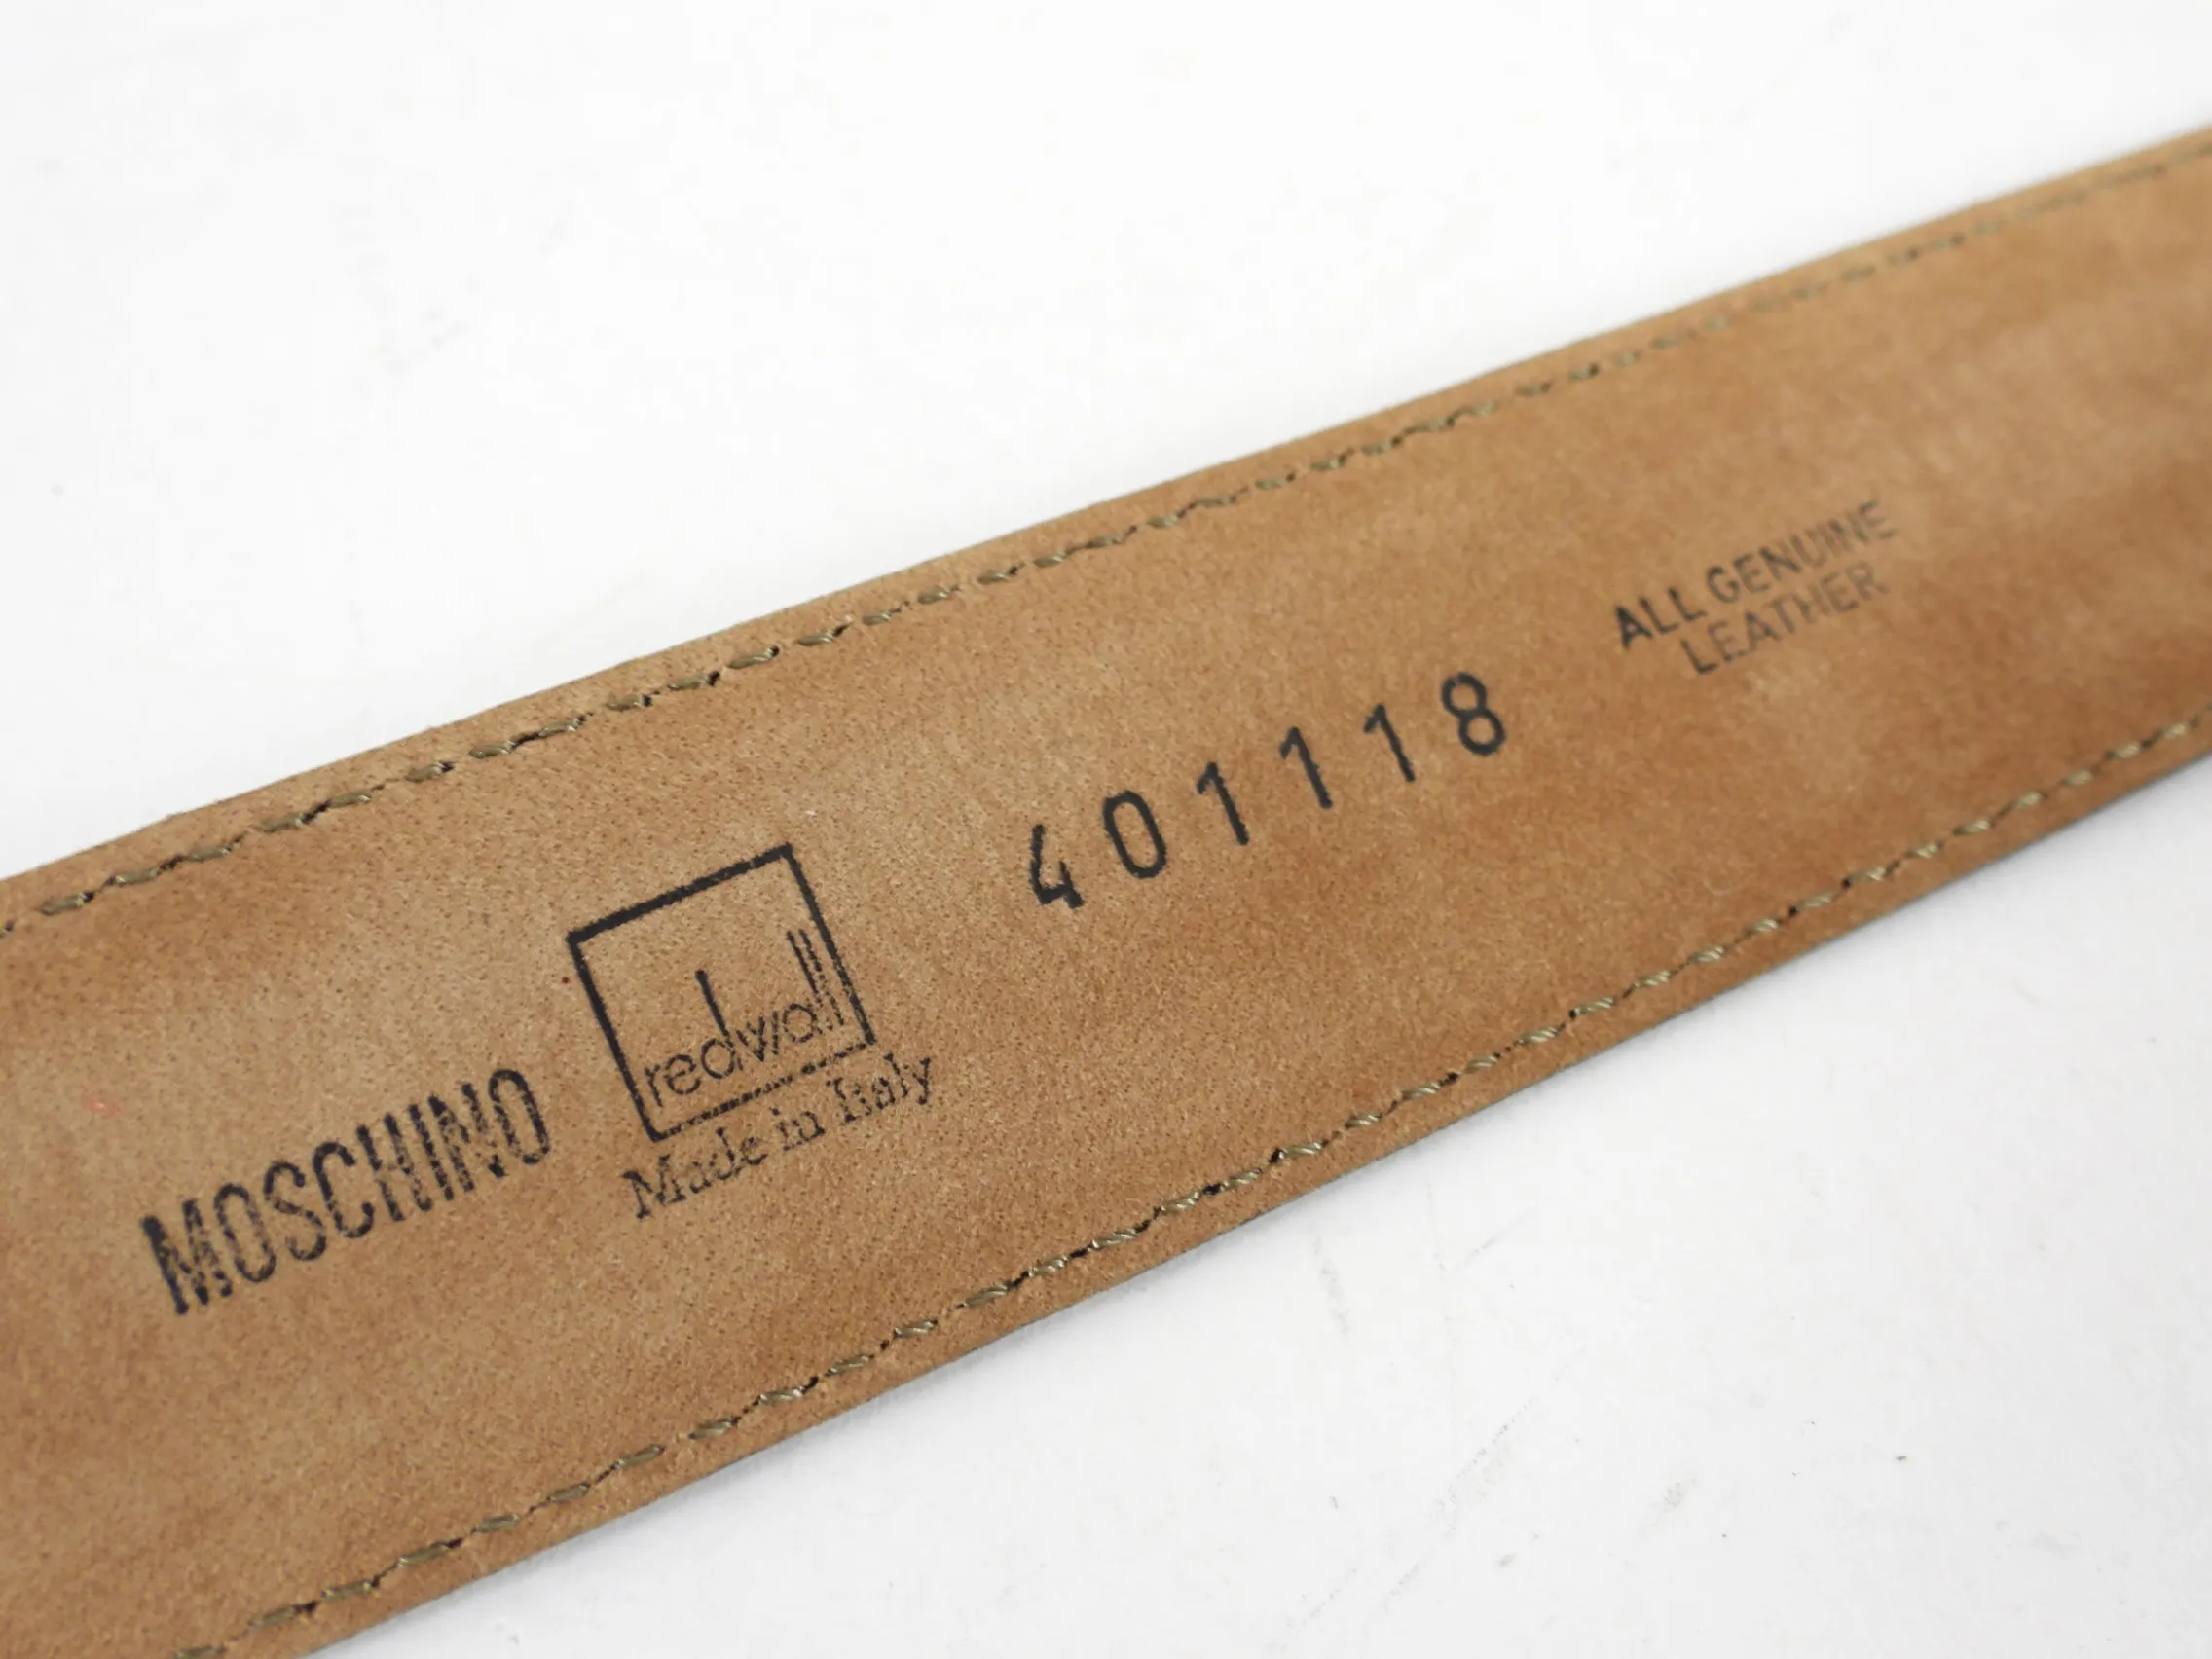 MOSCHINO
redwall
Made in Italy
401118
ALL GENUINE
LEATHER